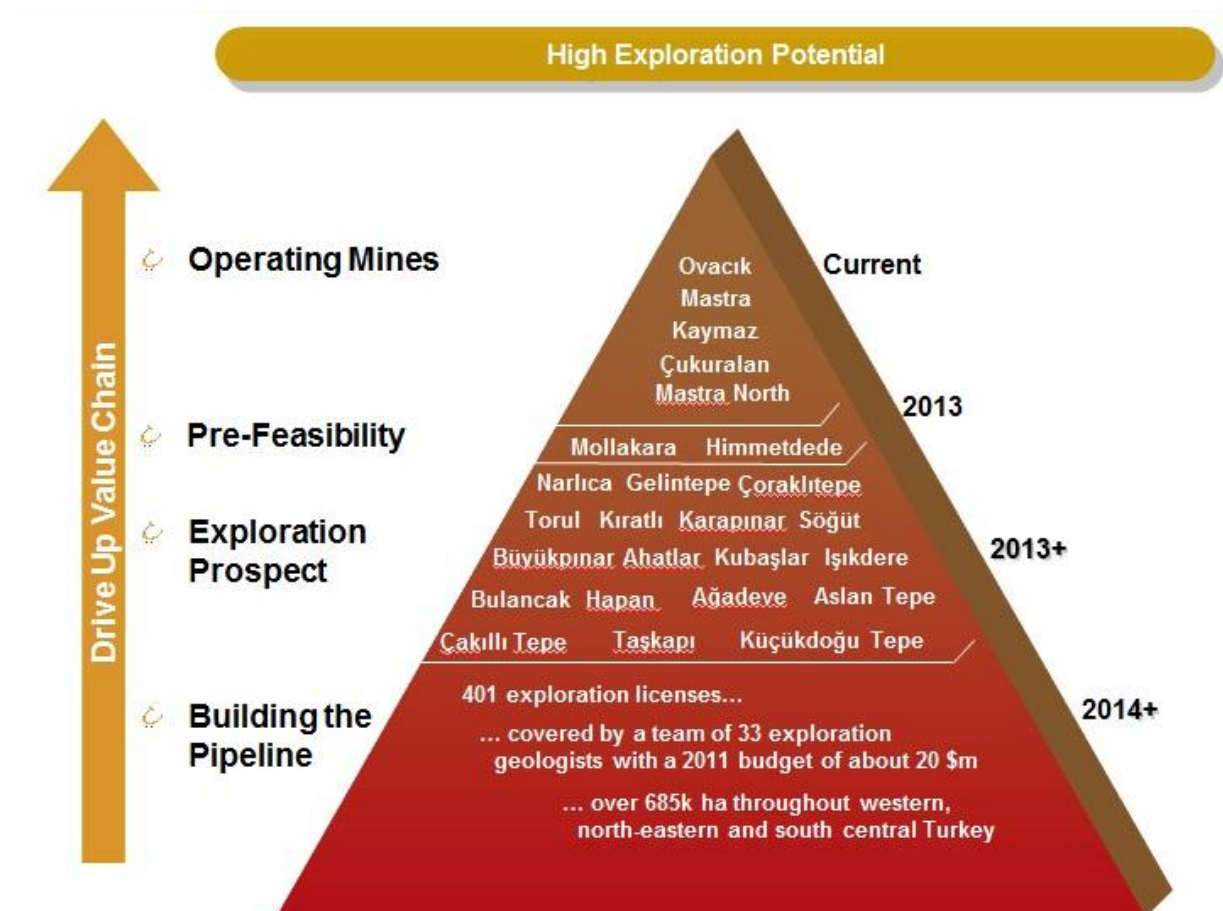 High Exploration Potential
Drive Up Value Chain
Operating Mines
Ovacık
Mastra
Kaymaz
Çukuralan
Mastra North
Current
Pre-Feasibility
2013
Mollakara Himmetdede
Exploration
Prospect
Narlıca Gelintepe Çoraklıtepe
Torul Kıratlı Karapınar Söğüt
Büyükpınar Ahatlar Kubaşlar Işıkdere
Bulancak Hapan Ağadeve Aslan Tepe
Çakıllı Tepe Taşkapı Küçükdoğu Tepe
2013+
Building the
Pipeline
401 exploration licenses…
… covered by a team of 33 exploration
geologists with a 2011 budget of about 20 $m
… over 685k ha throughout western,
north-eastern and south central Turkey
2014+